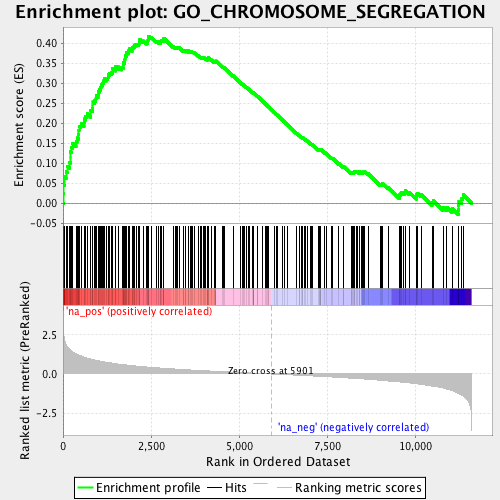 Enrichment plot: GO_CHROMOSOME_SEGREGATION
Enrichment score (ES)
0.40
0.35
0.30
0.25
0.20
0.15
0.10
0.05
0.00
-0.05
Ranked list metric (PreRanked)
'na_pos' (positively correlated)
2.5
0.0
-2.5
Zero cross at 5901
'na_neg' (negatively correlated)
0
2,500
5,000
7,500
10,000
Rank in Ordered Dataset
Enrichment profile
Hits
Ranking metric scores